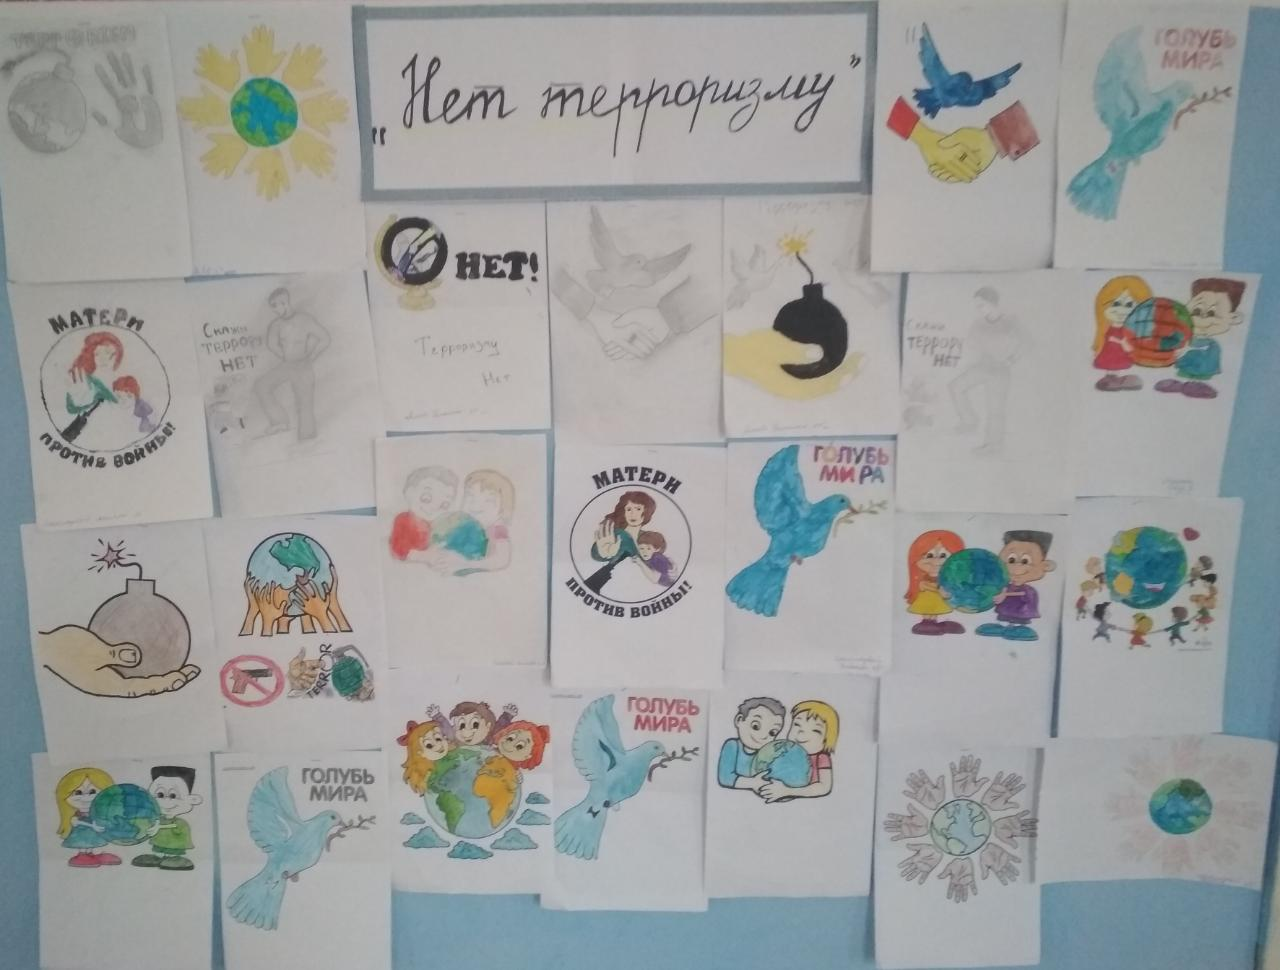 „Нет терроризму”
ГОЛУБЬ
МИРА
НЕТ!
Терроризму
Нет
МАТЕРИ
ПРОТИВ ВОЙНЫ!
Скажи
ТЕРРОРУ
НЕТ
Скажи
ТЕРРОРУ
НЕТ
МАТЕРИ
ПРОТИВ ВОЙНЫ!
ГОЛУБЬ
МИРА
TERROR
ГОЛУБЬ
МИРА
ГОЛУБЬ
МИРА